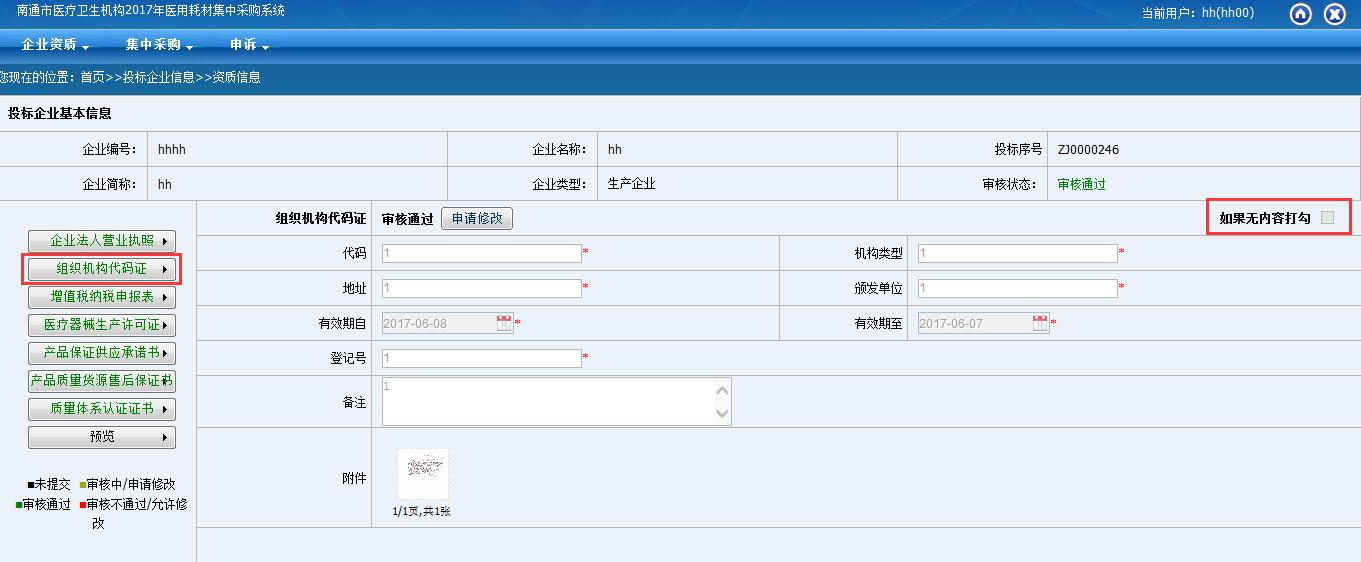 南通市医疗卫生机构2017年医用耗材集中采购系统
当前用户：hh(hh00)
企业资质 集中采购 申诉
您现在的位置：首页>>投标企业信息>>资质信息
投标企业基本信息
企业编号： hhhh 企业名称： hh 投标序号 ZJ0000246
企业简称： hh 企业类型： 生产企业 审核状态： 审核通过
组织机构代码证 审核通过 申请修改 如果无内容打勾
企业法人营业执照
组织机构代码证
增值税纳税申报表
医疗器械生产许可证
产品保证供应承诺书
产品质量货源售后保证书
质量体系认证证书
预览
■未提交 ■审核中/申请修改
■审核通过 ■审核不通过/允许修
改
代码 1* 机构类型 1*
地址 1* 颁发单位 1*
有效期自 2017-06-08* 有效期至 2017-06-07*
登记号 1*
备注 1
附件
1/1页,共1张